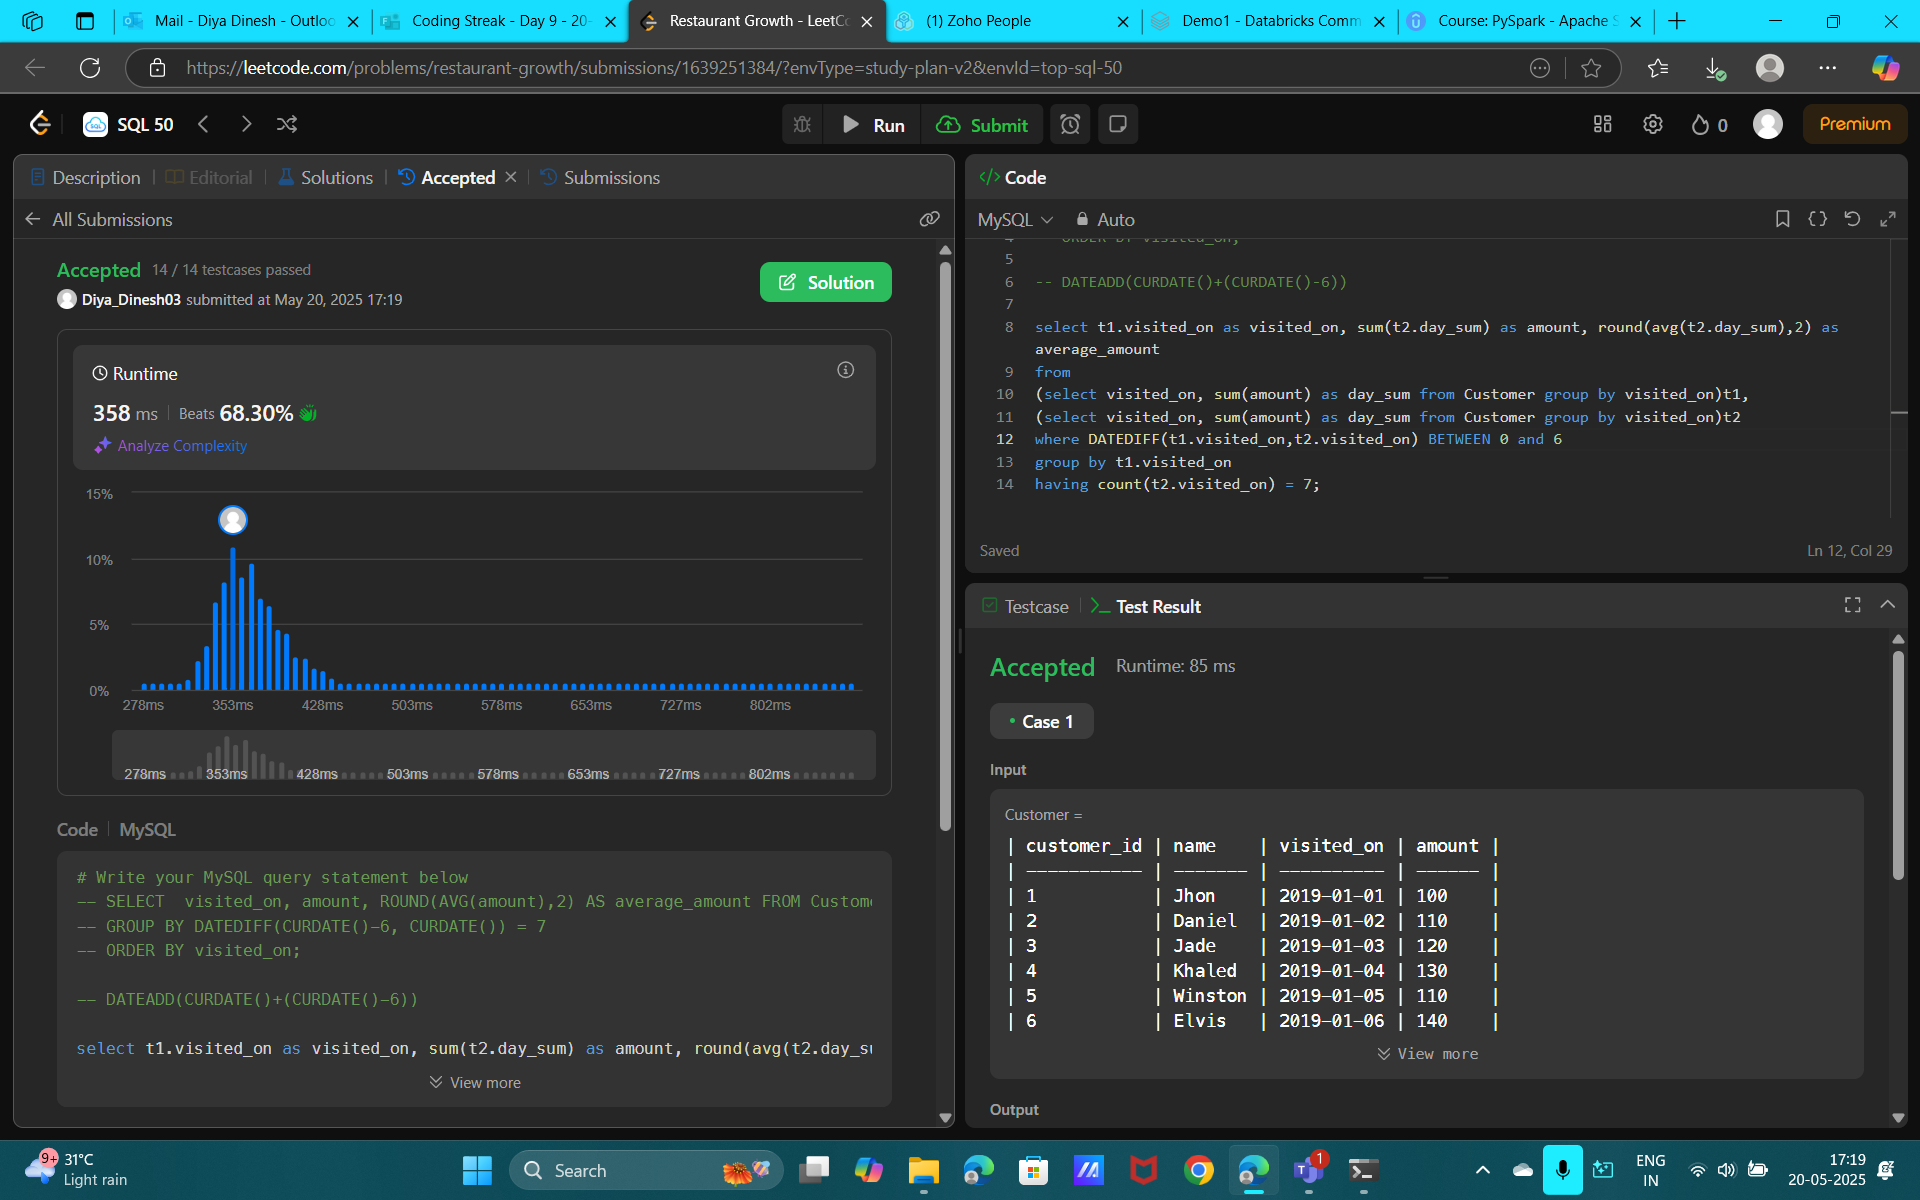 Mail - Diya Dinesh - Outloo
Coding Streak - Day 9 - 20-
Restaurant Growth - LeetCo
(1) Zoho People
Demo1 - Databricks Comm
Course: PySpark - Apache S
https://leetcode.com/problems/restaurant-growth/submissions/1639251384/?envType=study-plan-v2&envId=top-sql-50
SQL 50
Run
Submit
0
Premium
Description
Editorial
Solutions
Accepted
Submissions
All Submissions
Accepted 14 / 14 testcases passed
Diya_Dinesh03 submitted at May 20, 2025 17:19
Solution
Runtime
358 ms Beats 68.30%
Analyze Complexity
15%
10%
5%
0%
278ms 353ms 428ms 503ms 578ms 653ms 727ms 802ms
278ms 353ms 428ms 503ms 578ms 653ms 727ms 802ms
Code MySQL
# Write your MySQL query statement below
-- SELECT  visited_on, amount, ROUND(AVG(amount),2) AS average_amount FROM Custome
-- GROUP BY DATEDIFF(CURDATE()-6, CURDATE()) = 7
-- ORDER BY visited_on;
-- DATEADD(CURDATE()+(CURDATE()-6))
select t1.visited_on as visited_on, sum(t2.day_sum) as amount, round(avg(t2.day_su
View more
Code
MySQL Auto
4 ORDER BY visited_on;
5
6 -- DATEADD(CURDATE()+(CURDATE()-6))
7
8 select t1.visited_on as visited_on, sum(t2.day_sum) as amount, round(avg(t2.day_sum),2) as
average_amount
9 from
10 (select visited_on, sum(amount) as day_sum from Customer group by visited_on)t1,
11 (select visited_on, sum(amount) as day_sum from Customer group by visited_on)t2
12 where DATEDIFF(t1.visited_on,t2.visited_on) BETWEEN 0 and 6
13 group by t1.visited_on
14 having count(t2.visited_on) = 7;
Saved
Ln 12, Col 29
Testcase
Test Result
Accepted Runtime: 85 ms
Case 1
Input
Customer =
| customer_id | name    | visited_on | amount |
| ----------- | ------- | ---------- | ------ |
| 1           | Jhon    | 2019-01-01 | 100    |
| 2           | Daniel  | 2019-01-02 | 110    |
| 3           | Jade    | 2019-01-03 | 120    |
| 4           | Khaled  | 2019-01-04 | 130    |
| 5           | Winston | 2019-01-05 | 110    |
| 6           | Elvis   | 2019-01-06 | 140    |
View more
Output
9+
31°C
Light rain
Search
1
ENG
IN
17:19
20-05-2025